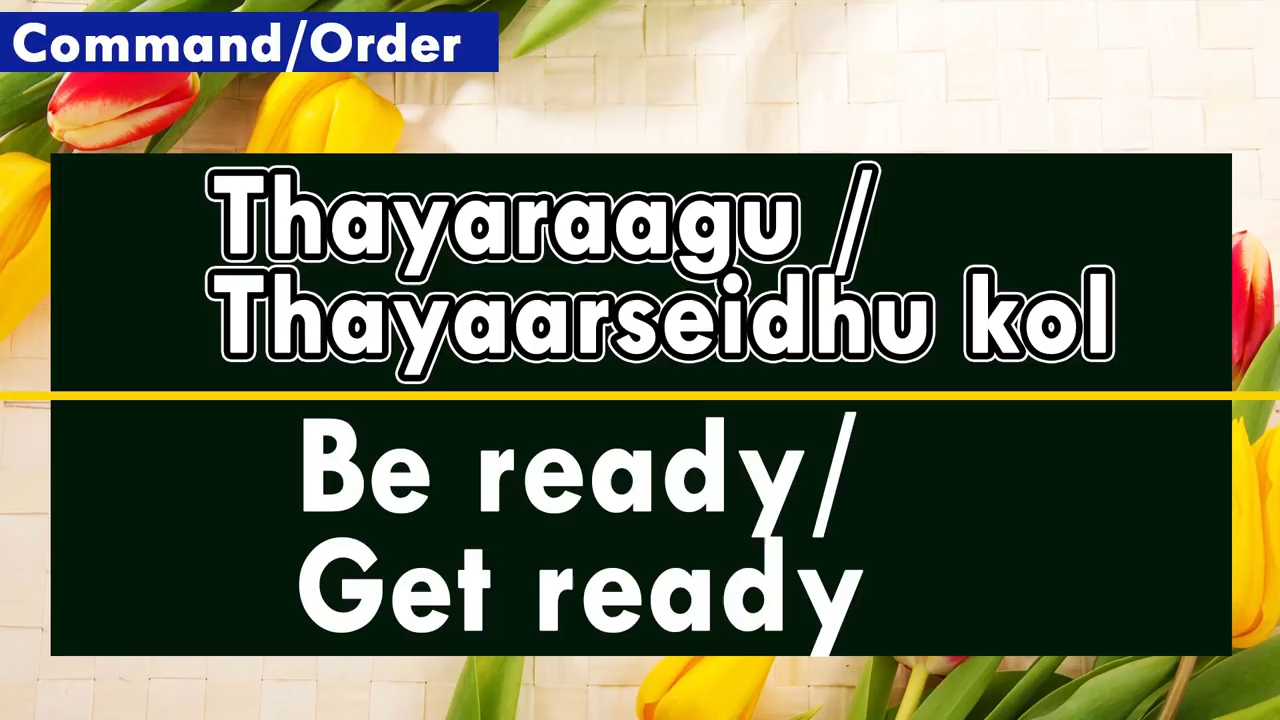 Command/Order
Thayaraagu /
Thayaarseidhu kol
Be ready/
Get ready